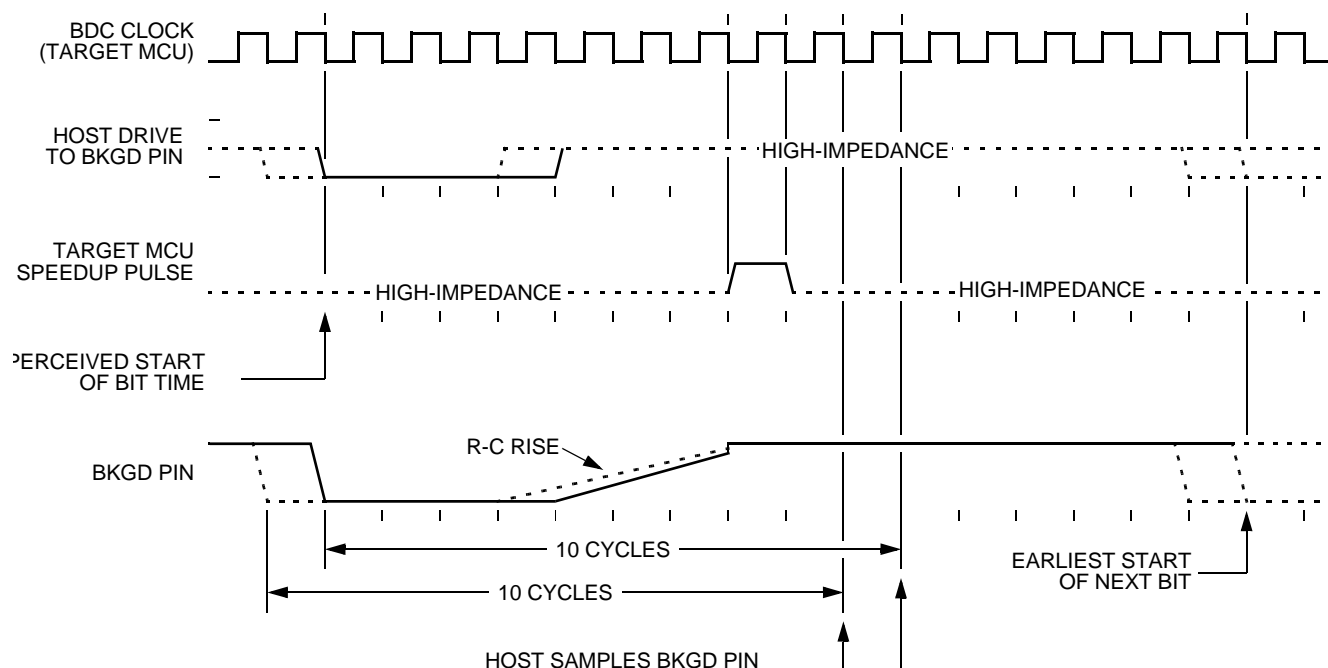 BDC CLOCK
(TARGET MCU)
HOST DRIVE
TO BKGD PIN
HIGH-IMPEDANCE
TARGET MCU
SPEEDUP PULSE
HIGH-IMPEDANCE
HIGH-IMPEDANCE
PERCEIVED START
OF BIT TIME
R-C RISE
BKGD PIN
10 CYCLES
EARLIEST START
OF NEXT BIT
10 CYCLES
HOST SAMPLES BKGD PIN